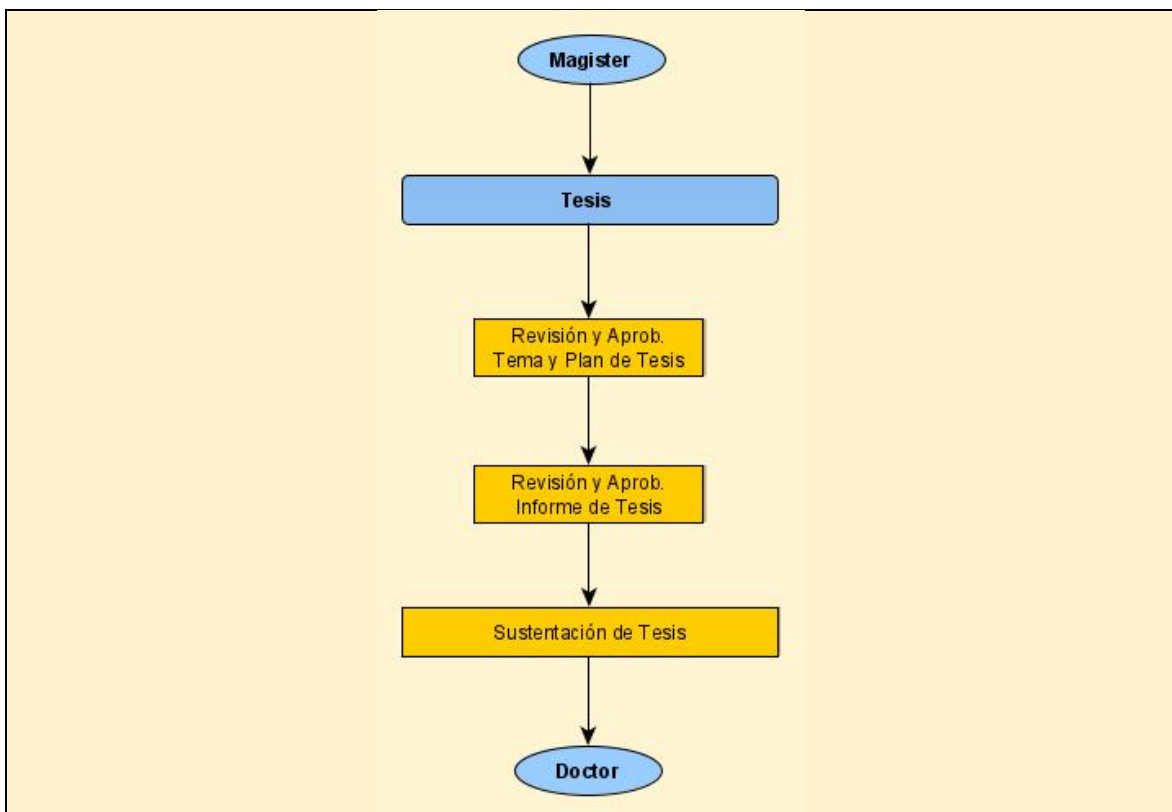 Magister
Tesis
Revisión y Aprob.
Tema y Plan de Tesis
Revisión y Aprob.
Informe de Tesis
Sustentación de Tesis
Doctor